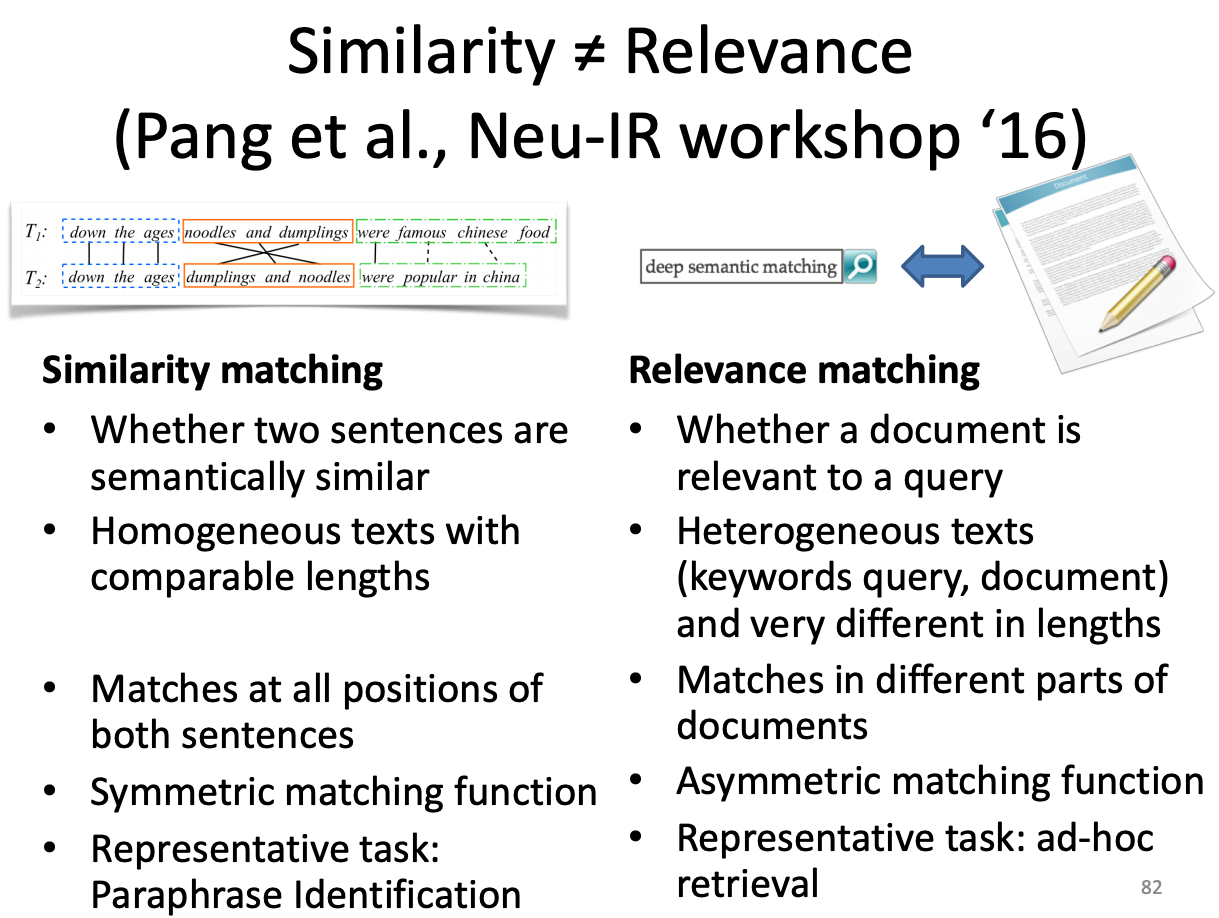 Similarity ≠ Relevance
(Pang et al., Neu-IR workshop ‘16)
T1: down the ages noodles and dumplings were famous chinese food
T2: down the ages dumplings and noodles were popular in china
deep semantic matching
Document
Similarity matching
• Whether two sentences are
semantically similar
• Homogeneous texts with
comparable lengths
• Matches at all positions of
both sentences
• Symmetric matching function
• Representative task:
Paraphrase Identification
Relevance matching
• Whether a document is
relevant to a query
• Heterogeneous texts
(keywords query, document)
and very different in lengths
• Matches in different parts of
documents
• Asymmetric matching function
• Representative task: ad-hoc
retrieval
82